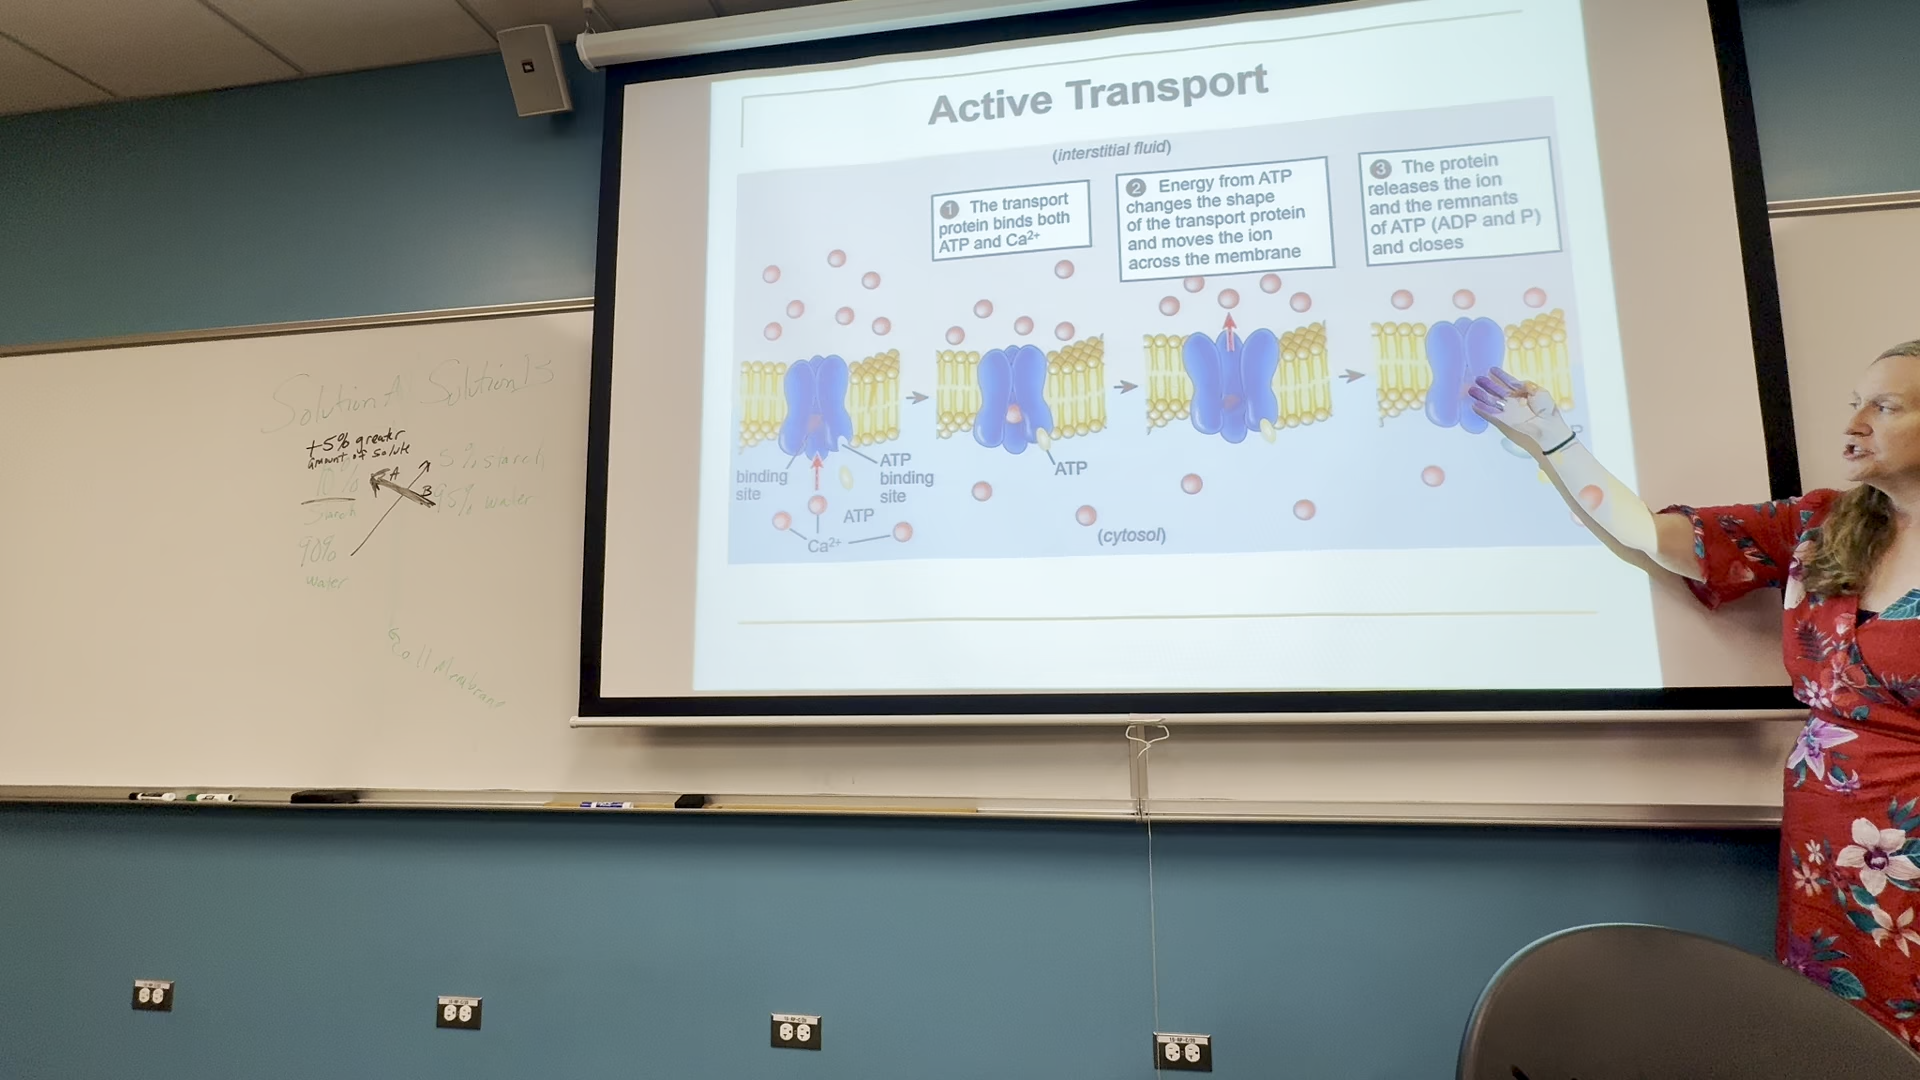 Active Transport
(interstitial fluid)
1 The transport
protein binds both
ATP and Ca2+
2 Energy from ATP
changes the shape
of the transport protein
and moves the ion
across the membrane
3 The protein
releases the ion
and the remnants
of ATP (ADP and P)
and closes
binding
site
ATP
binding
site
ATP
Ca2+
ATP
(cytosol)
P
Solution A
Solution B
+5% greater
amount of solute
10%
Starch
90%
water
A
B
5% starch
95% water
Cell Membrane